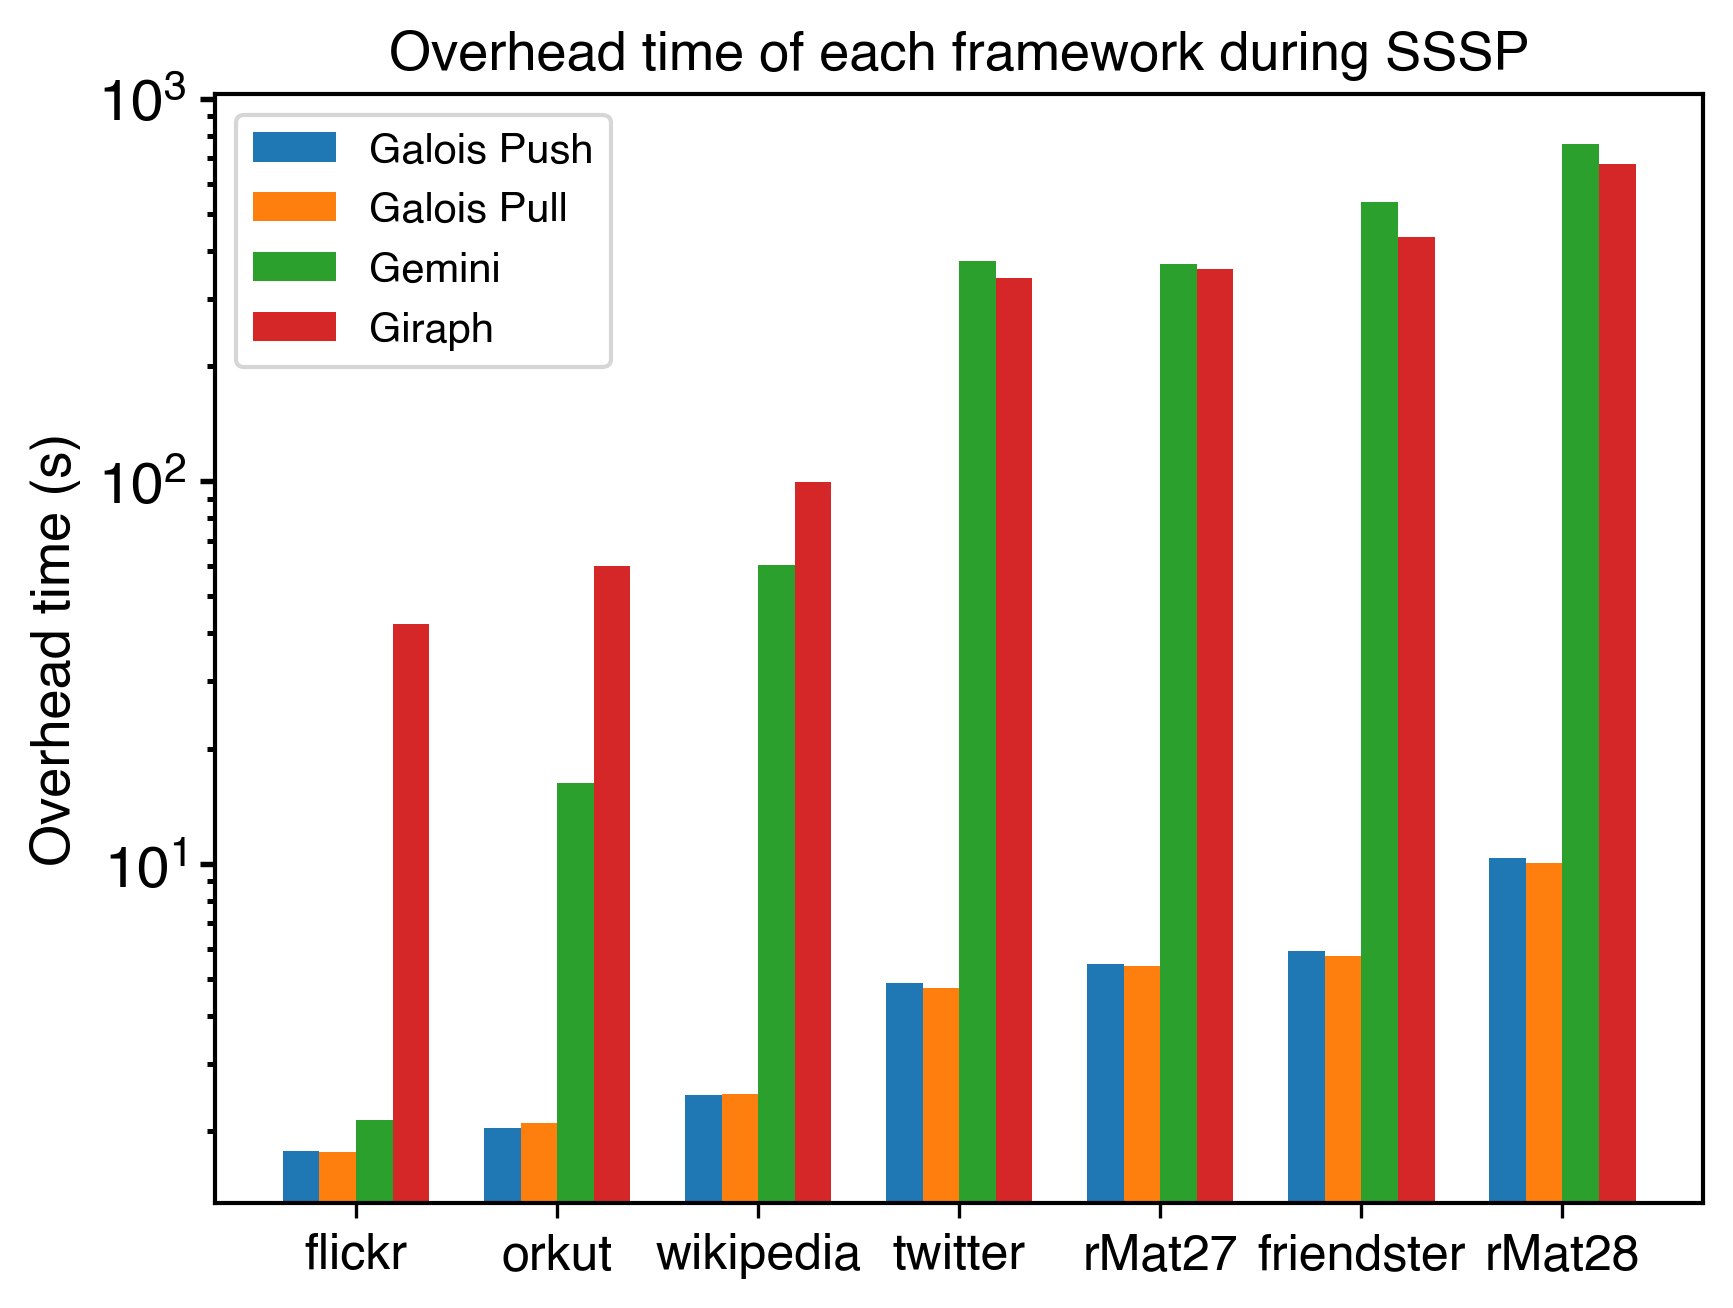 Overhead time of each framework during SSSP
10³
Galois Push
Galois Pull
Gemini
Giraph
10²
Overhead time (s)
10¹
flickr orkut wikipedia twitter rMat27 friendster rMat28